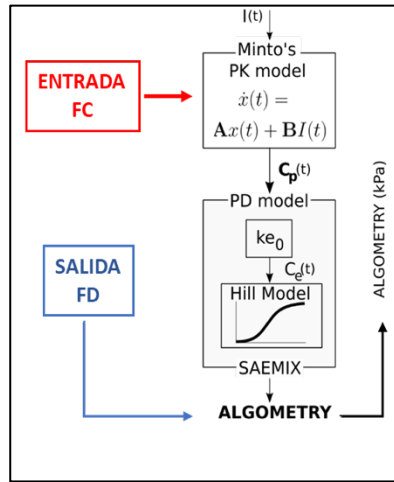 I(t)
Minto's
PK model
ẋ(t) =
Ax(t) + BI(t)
ENTRADA
FC
Cp(t)
PD model
ke0
Ce(t)
Hill Model
SAEMIX
SALIDA
FD
ALGOMETRY
ALGOMETRY (kPa)